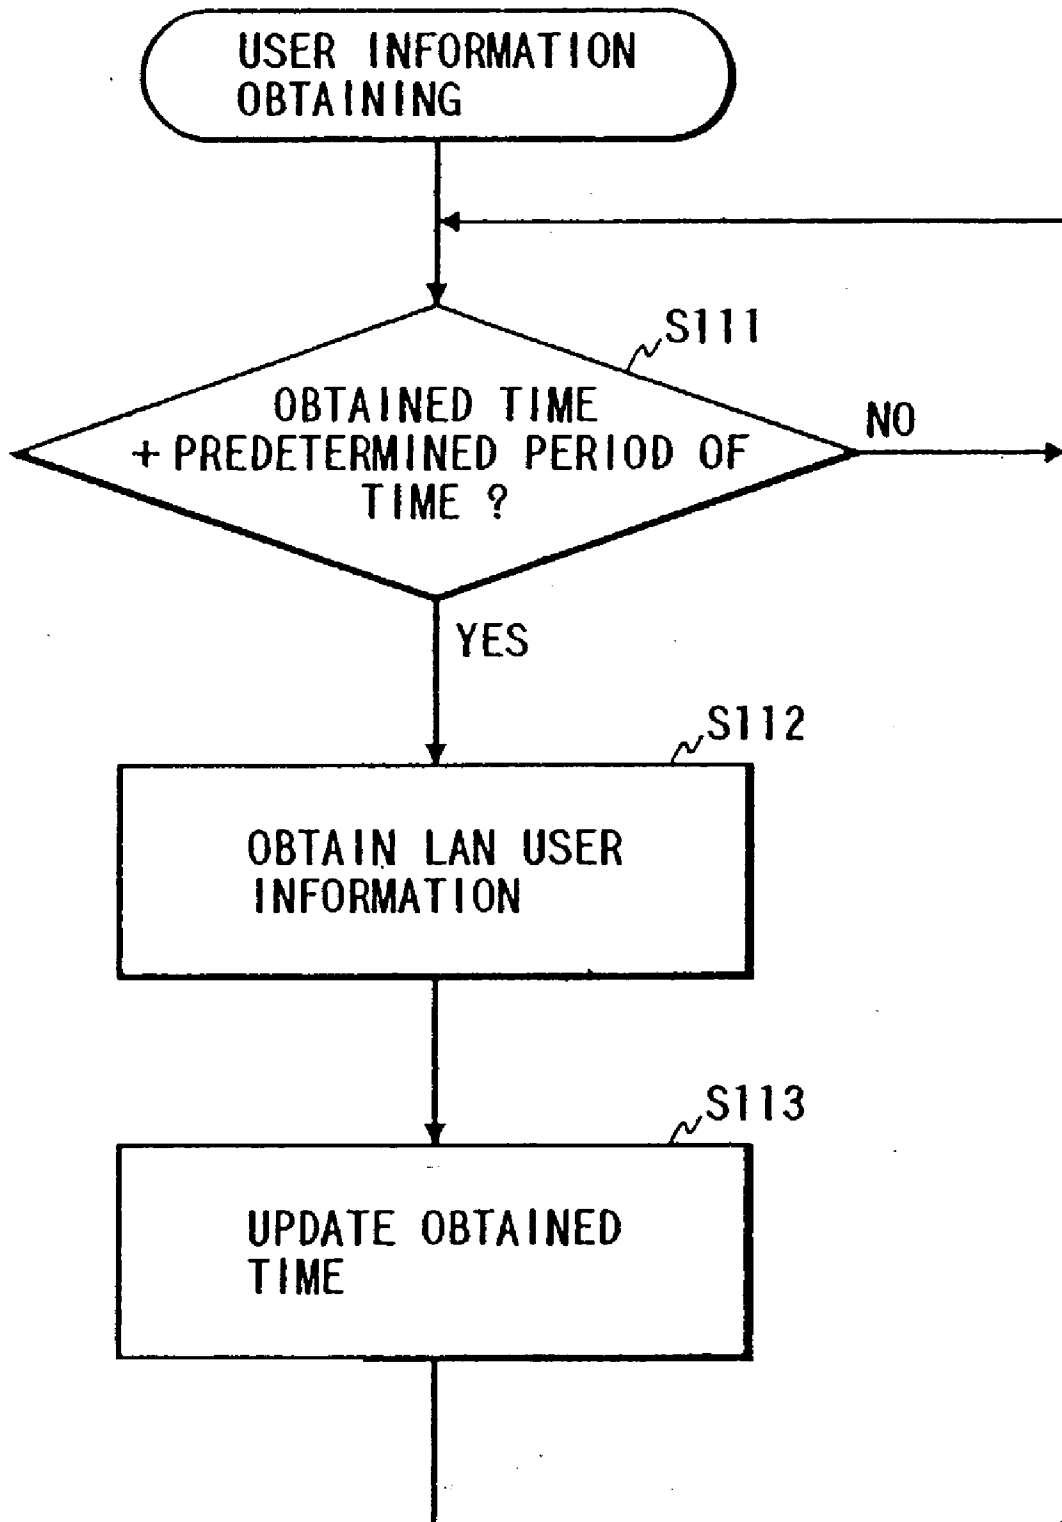 USER INFORMATION
OBTAINING
S111
OBTAINED TIME
+ PREDETERMINED PERIOD OF
TIME ?
NO
YES
S112
OBTAIN LAN USER
INFORMATION
S113
UPDATE OBTAINED
TIME